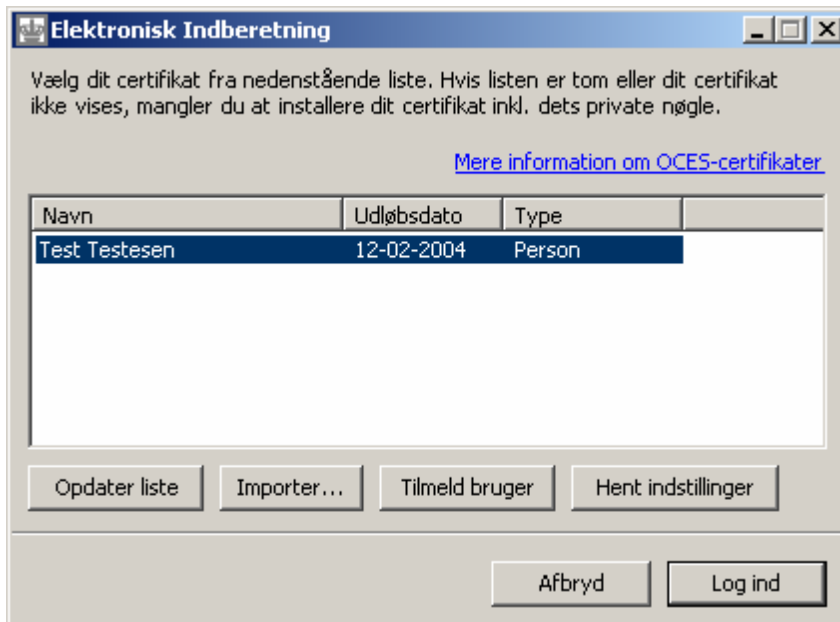 Elektronisk Indberetning
Vælg dit certifikat fra nedenstående liste. Hvis listen er tom eller dit certifikat
ikke vises, mangler du at installere dit certifikat inkl. dets private nøgle.
Mere information om OCES-certifikater
Navn Udløbsdato Type
Test Testesen 12-02-2004 Person
Opdater liste Importer... Tilmeld bruger Hent indstillinger
Afbryd Log ind